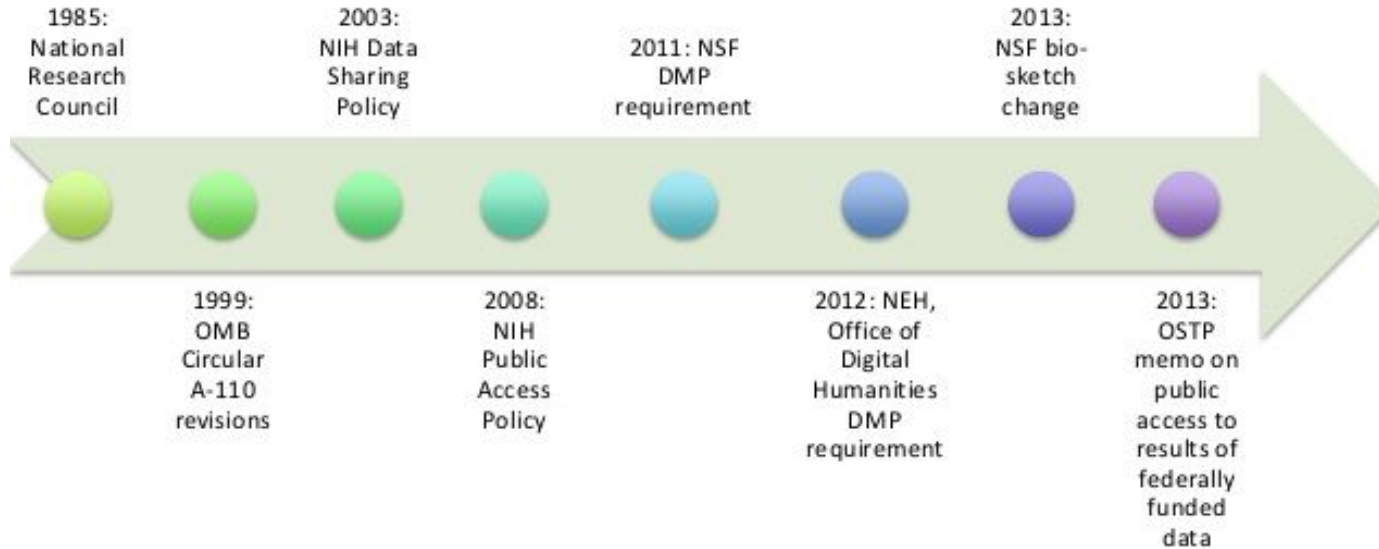 1985:
National
Research
Council
1999:
OMB
Circular
A-110
revisions
2003:
NIH Data
Sharing
Policy
2008:
NIH
Public
Access
Policy
2011: NSF
DMP
requirement
2012: NEH,
Office of
Digital
Humanities
DMP
requirement
2013:
NSF bio-
sketch
change
2013:
OSTP
memo on
public
access to
results of
federally
funded
data